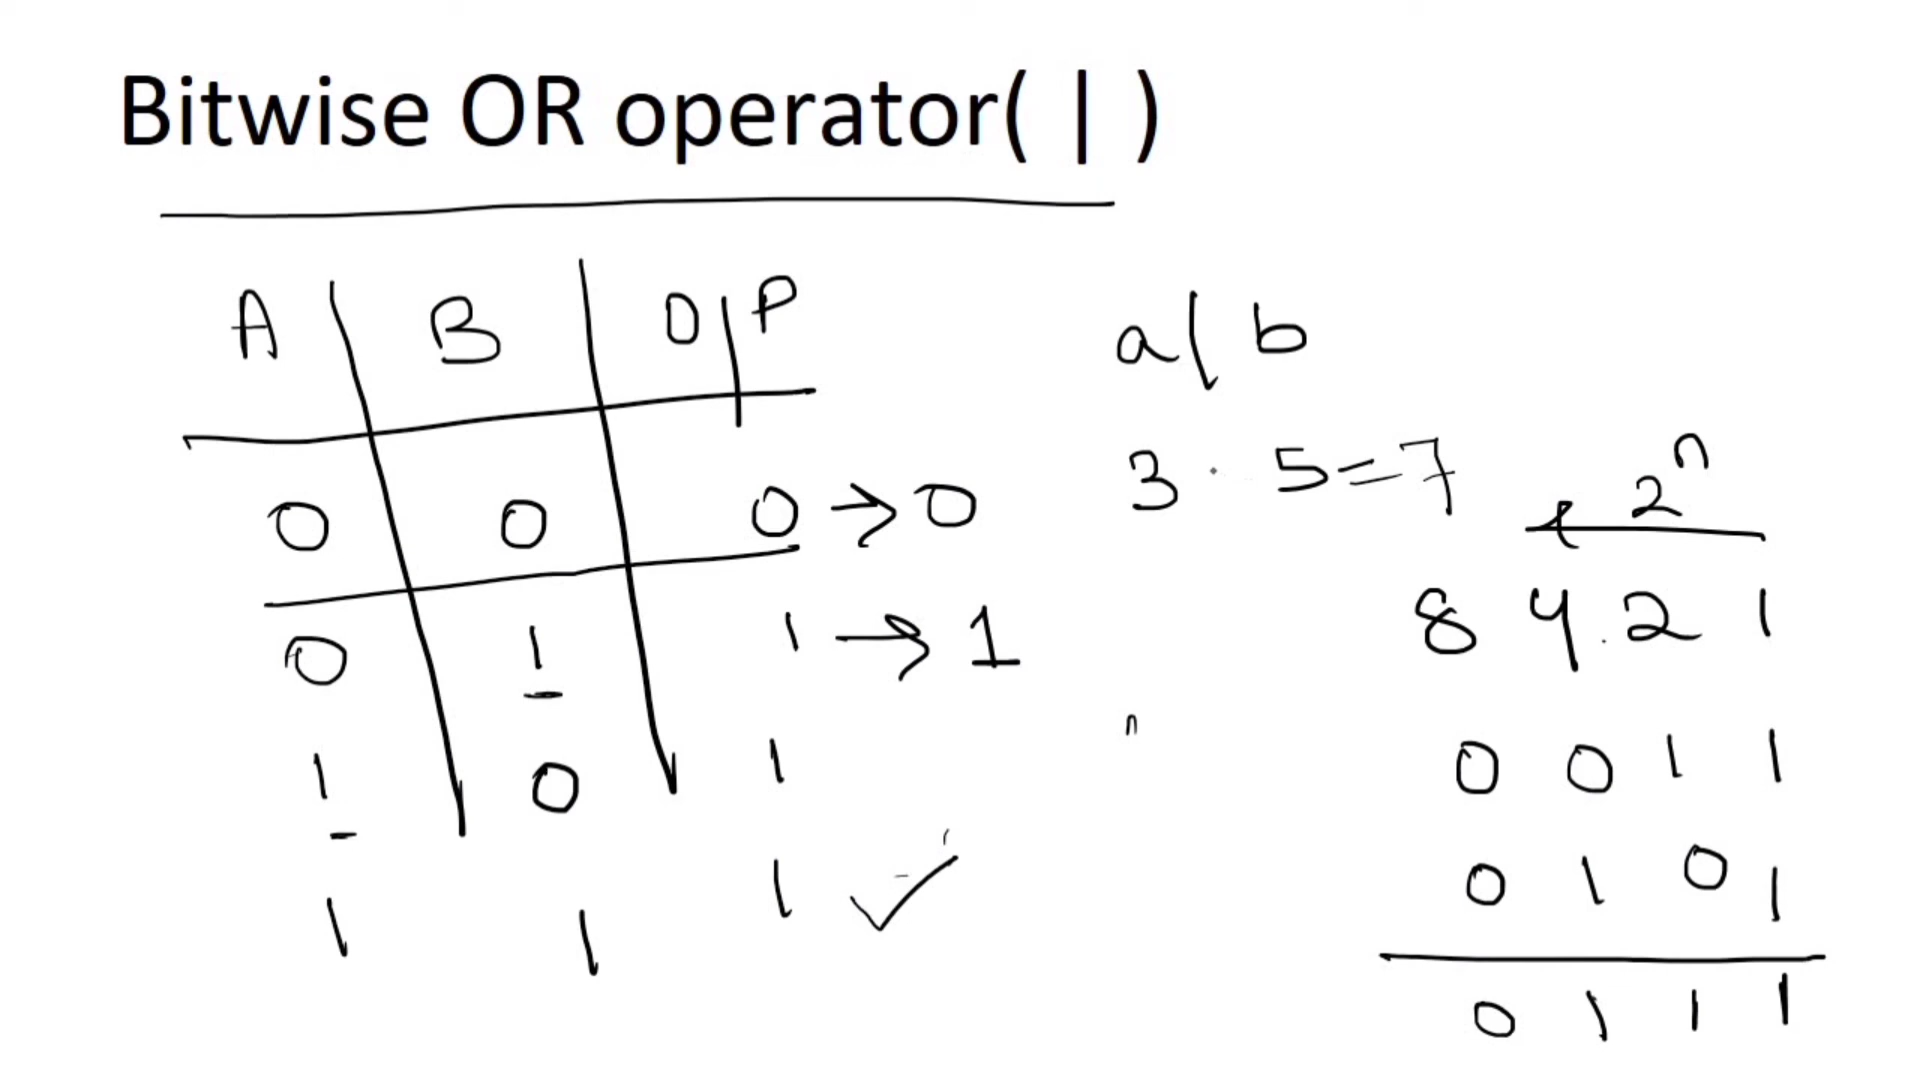 Bitwise OR operator( | )
A B O/P
0 0 0 → 0
0 1 1 → 1
1 0 1
1 1 1 ✓
a | b
3 · 5 = 7
2ⁿ
8 4 2 1
0 0 1 1
0 1 0 1
0 1 1 1
n